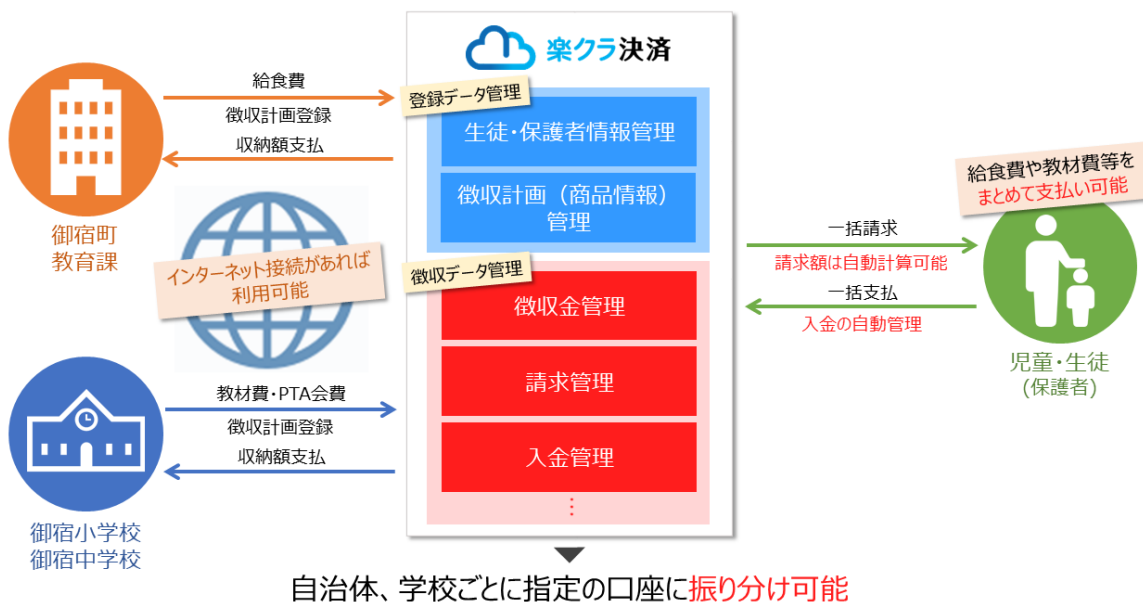 楽クラ決済
給食費
徴収計画登録
収納額支払
御宿町
教育課
インターネット接続があれば
利用可能
教材費・PTA会費
徴収計画登録
収納額支払
御宿小学校
御宿中学校
登録データ管理
生徒・保護者情報管理
徴収計画(商品情報)
管理
徴収データ管理
徴収金管理
請求管理
入金管理
⋮
一括請求
請求額は自動計算可能
一括支払
入金の自動管理
給食費や教材費等を
まとめて支払い可能
児童・生徒
(保護者)
自治体、学校ごとに指定の口座に振り分け可能